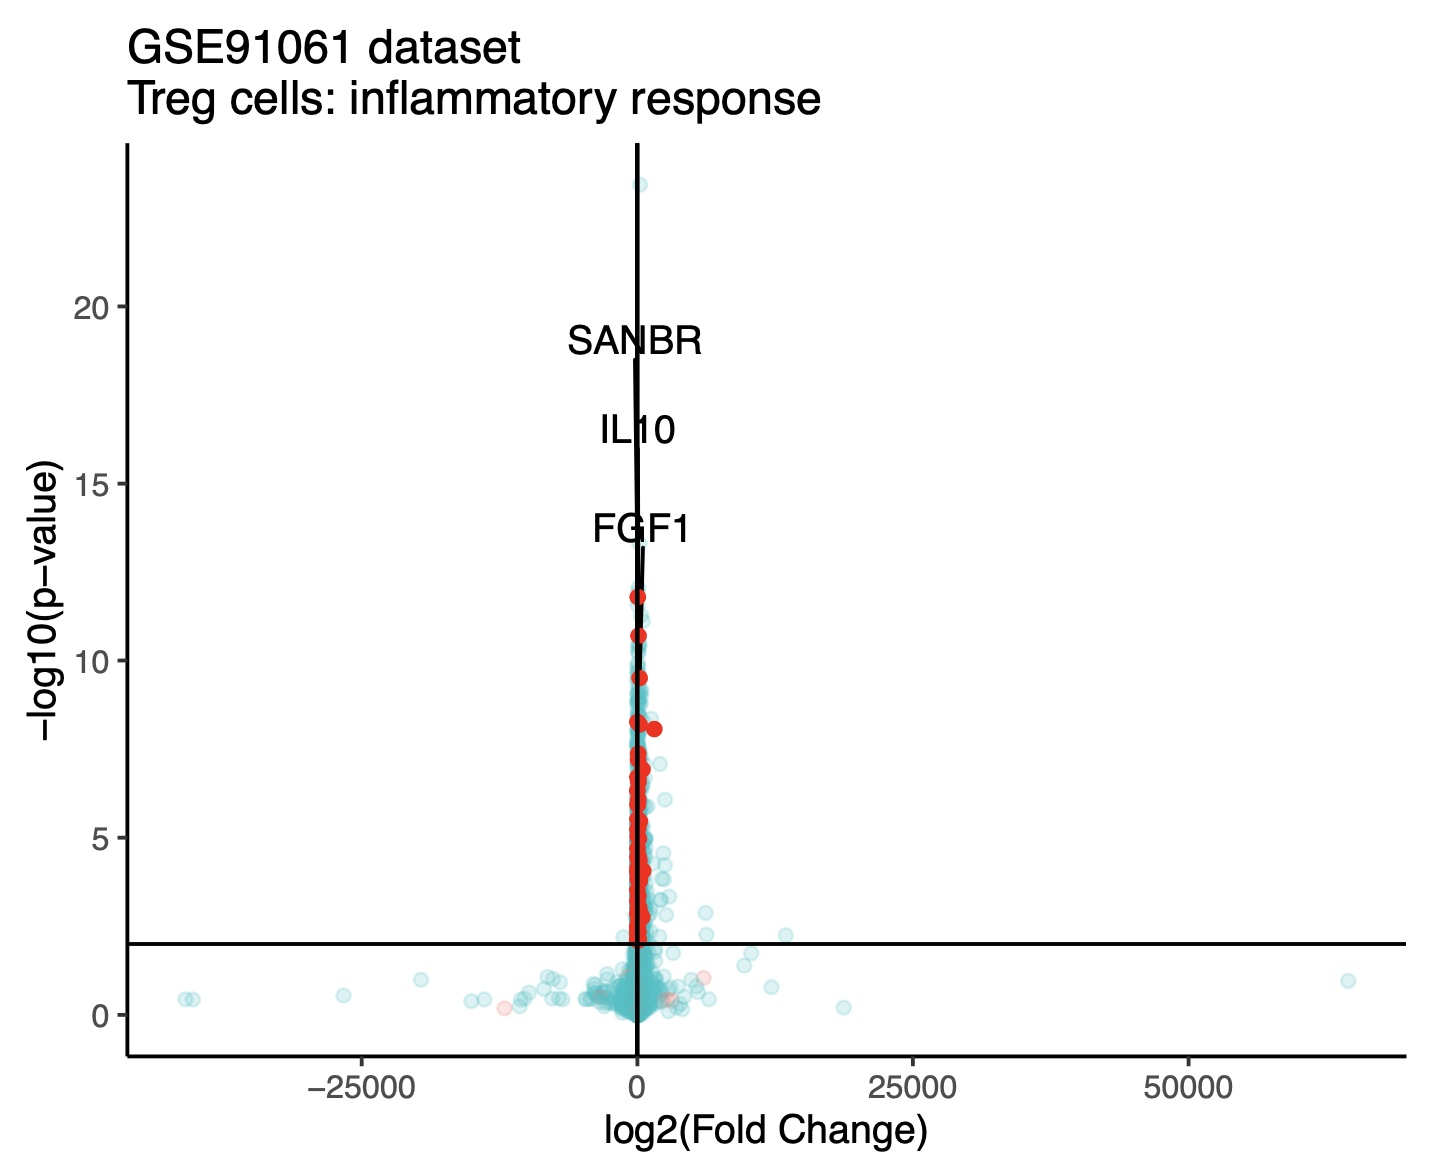 GSE91061 dataset
Treg cells: inflammatory response
−log10(p−value)
20
15
10
5
0
SANBR
IL10
FGF1
−25000
0
25000
50000
log2(Fold Change)